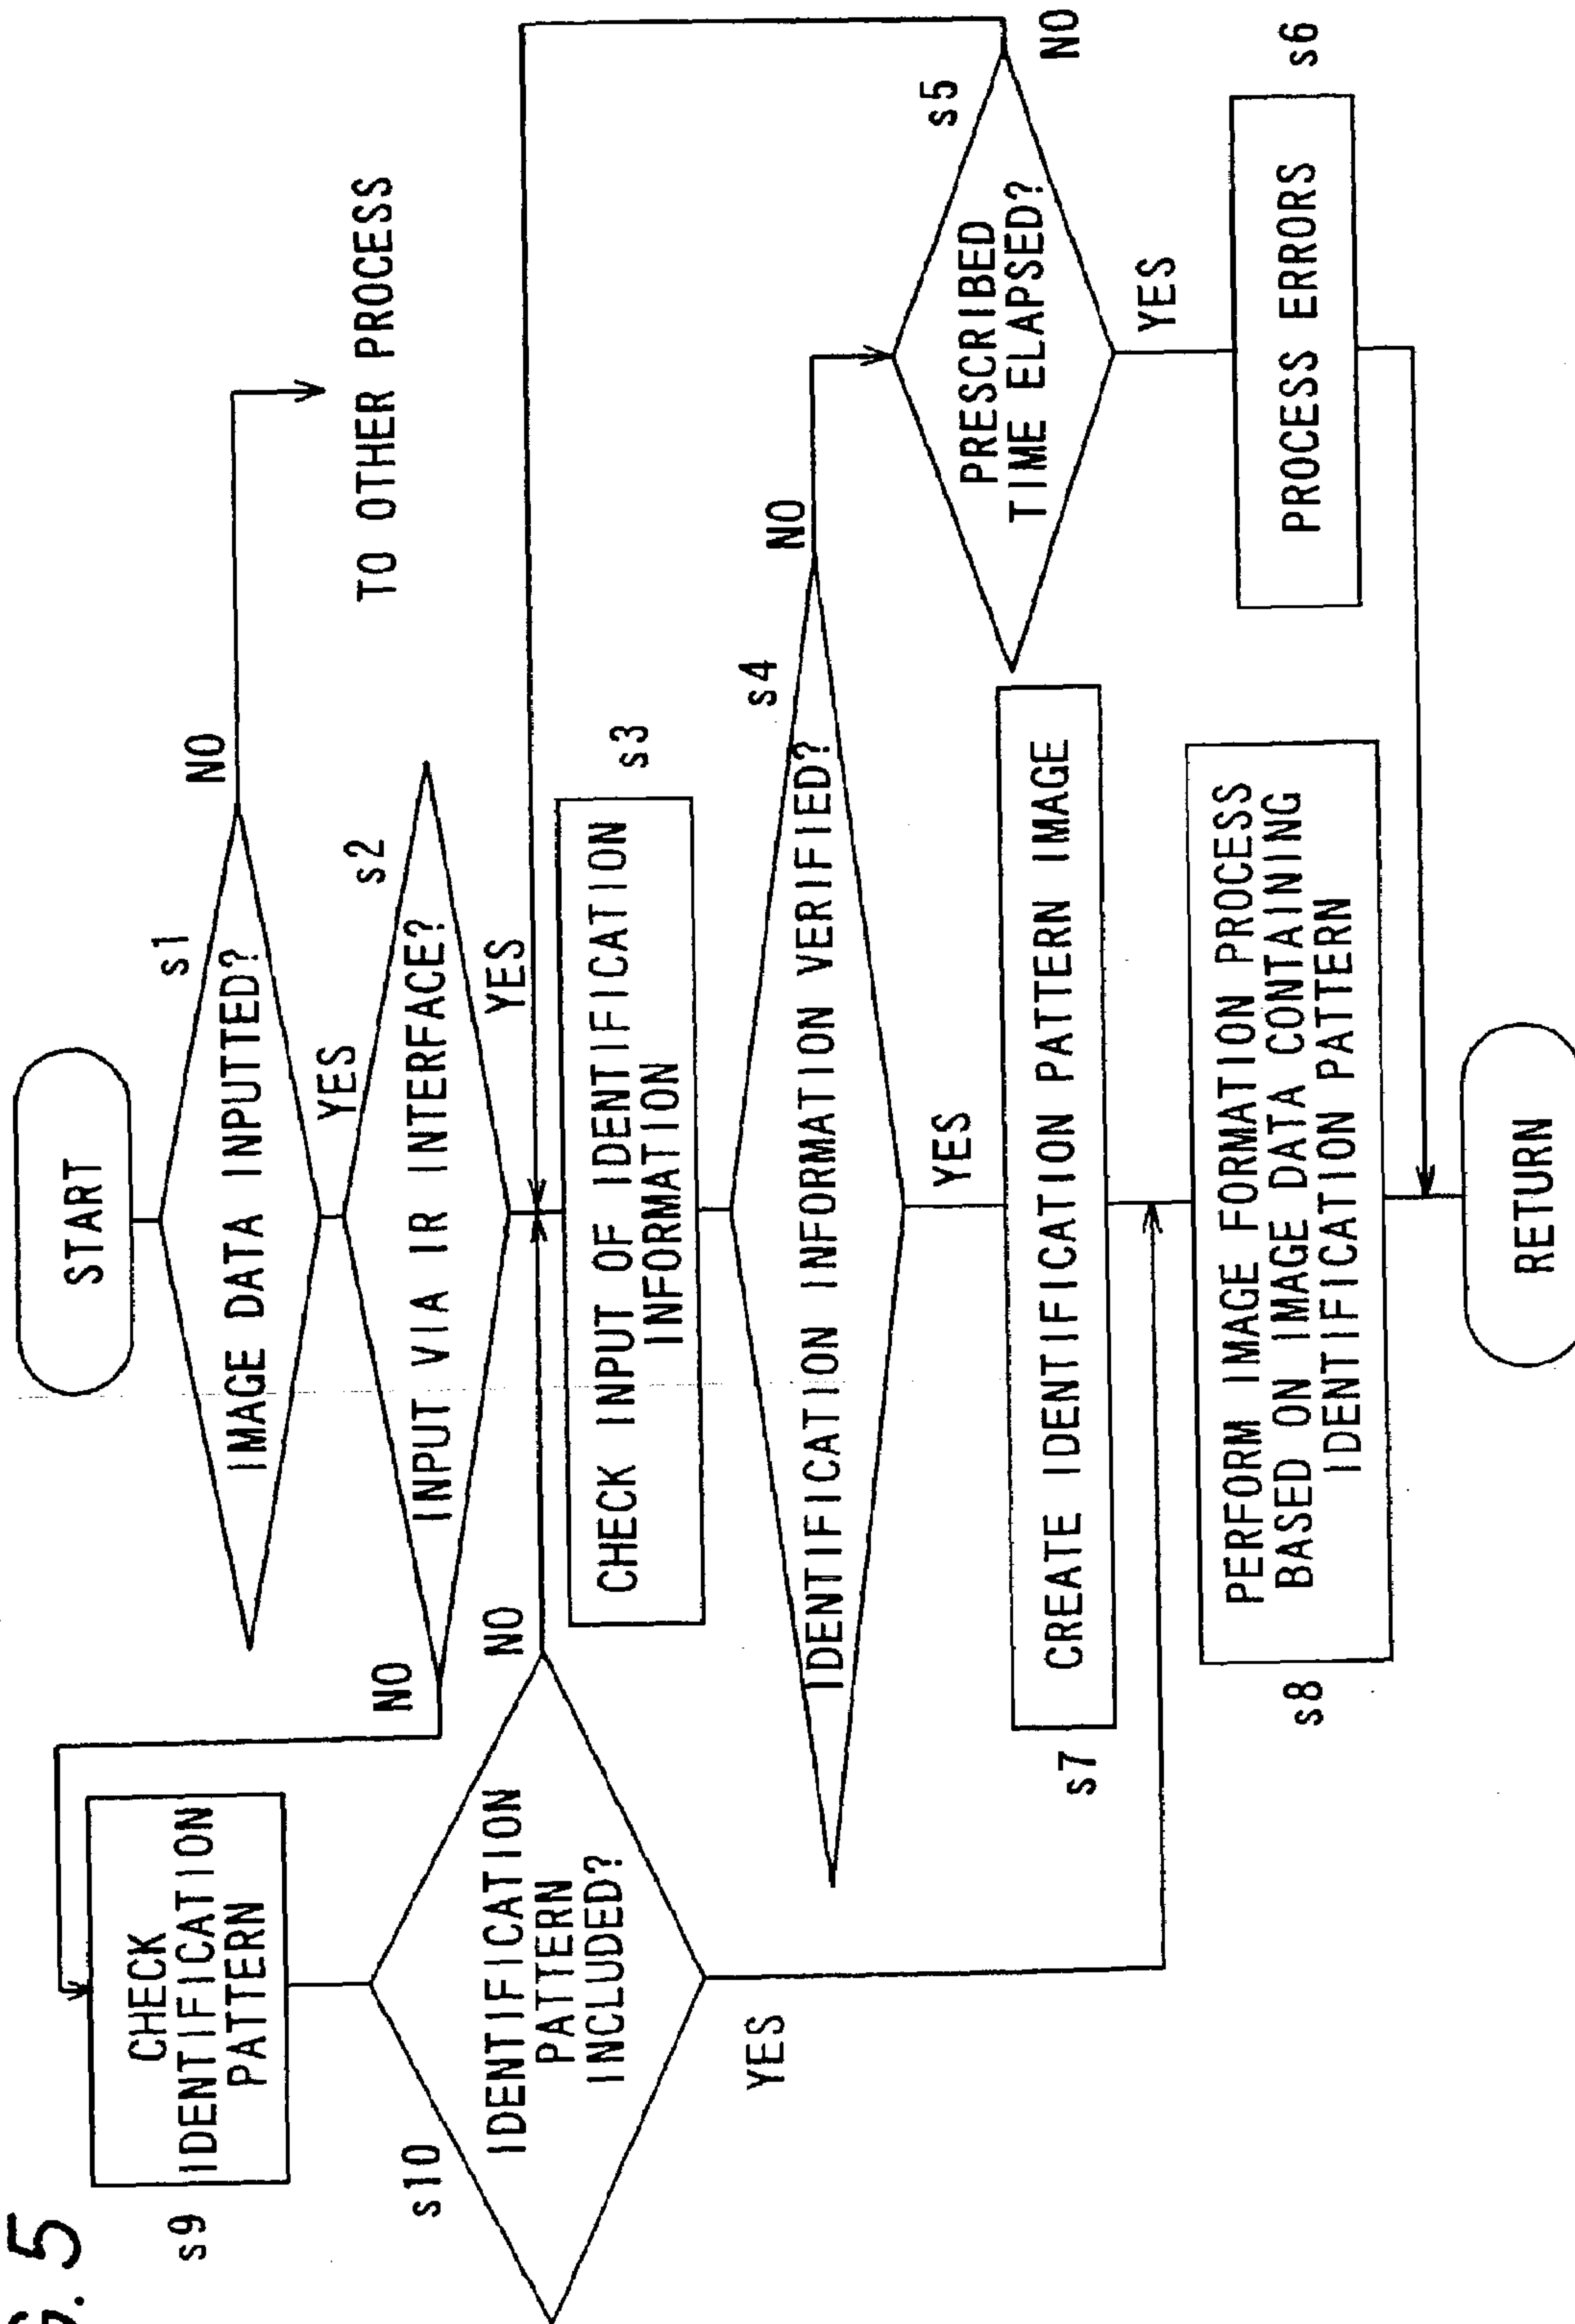 G. 5
START
IMAGE DATA INPUTTED?
s1
NO
TO OTHER PROCESS
YES
INPUT VIA IR INTERFACE?
s2
NO
YES
s9
CHECK
IDENTIFICATION
PATTERN
s10
IDENTIFICATION
PATTERN
INCLUDED?
NO
YES
CHECK INPUT OF IDENTIFICATION
INFORMATION
s3
IDENTIFICATION INFORMATION VERIFIED?
s4
NO
YES
PRESCRIBED
TIME ELAPSED?
s5
NO
YES
PROCESS ERRORS
s6
s7
CREATE IDENTIFICATION PATTERN IMAGE
s8
PERFORM IMAGE FORMATION PROCESS
BASED ON IMAGE DATA CONTAINING
IDENTIFICATION PATTERN
RETURN